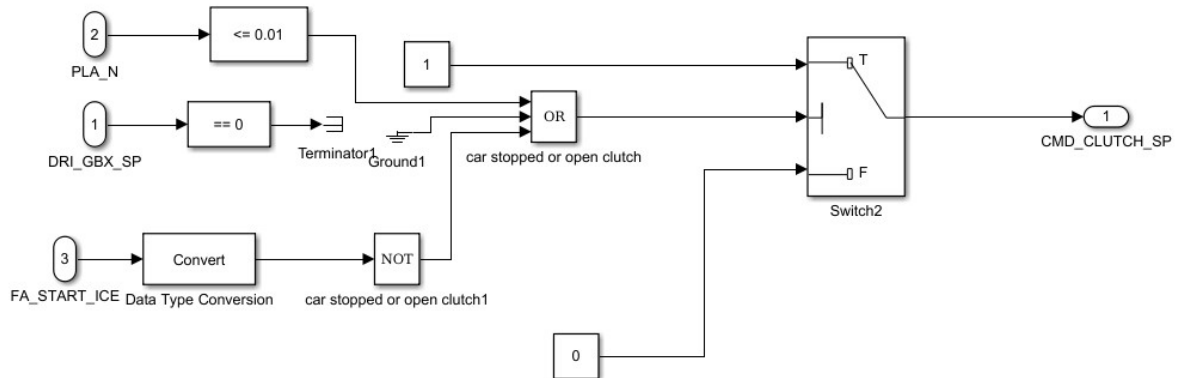 2
PLA_N
<= 0.01
1
T
1
DRI_GBX_SP
== 0
Terminator1
Ground1
OR
car stopped or open clutch
F
Switch2
1
CMD_CLUTCH_SP
3
FA_START_ICE
Convert
Data Type Conversion
NOT
car stopped or open clutch1
0